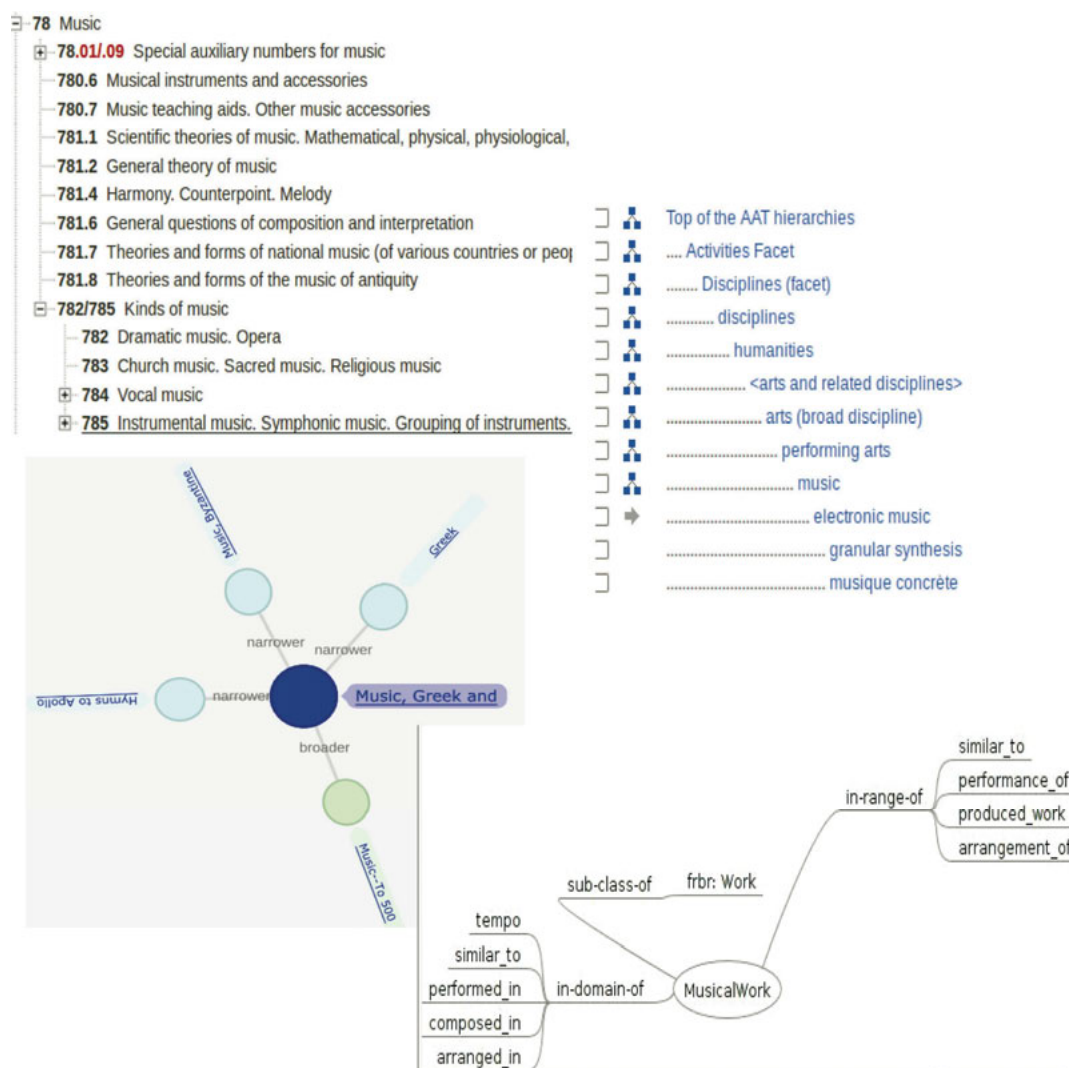 78 Music
78.01/.09 Special auxiliary numbers for music
780.6 Musical instruments and accessories
780.7 Music teaching aids. Other music accessories
781.1 Scientific theories of music. Mathematical, physical, physiological,
781.2 General theory of music
781.4 Harmony. Counterpoint. Melody
781.6 General questions of composition and interpretation
781.7 Theories and forms of national music (of various countries or peop
781.8 Theories and forms of the music of antiquity
782/785 Kinds of music
782 Dramatic music. Opera
783 Church music. Sacred music. Religious music
784 Vocal music
785 Instrumental music. Symphonic music. Grouping of instruments.
Top of the AAT hierarchies
.... Activities Facet
........ Disciplines (facet)
............ disciplines
................ humanities
.................... <arts and related disciplines>
........................ arts (broad discipline)
............................ performing arts
................................ music
.................................... electronic music
........................................ granular synthesis
........................................ musique concrète
Music, Byzantine
Greek
narrower
narrower
Hymns to Apollo
narrower
Music, Greek and
broader
Music--To 500
similar_to
performance_of
in-range-of
produced_work
arrangement_of
sub-class-of
frbr: Work
tempo
similar_to
performed_in
in-domain-of
MusicalWork
composed_in
arranged_in